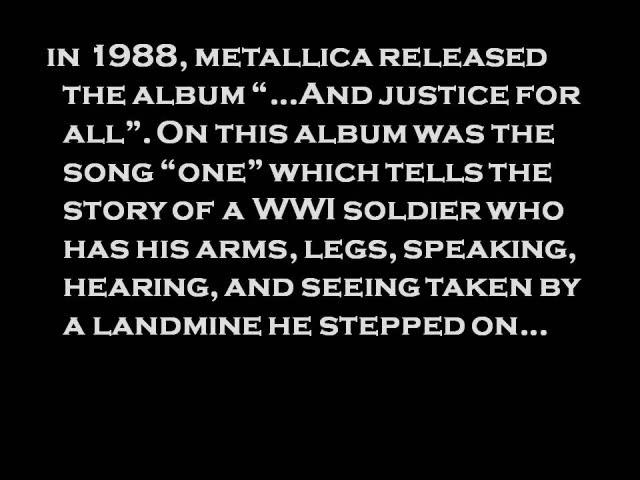 IN 1988, METALLICA RELEASED
THE ALBUM “...AND JUSTICE FOR
ALL”. ON THIS ALBUM WAS THE
SONG “ONE” WHICH TELLS THE
STORY OF A WWI SOLDIER WHO
HAS HIS ARMS, LEGS, SPEAKING,
HEARING, AND SEEING TAKEN BY
A LANDMINE HE STEPPED ON...